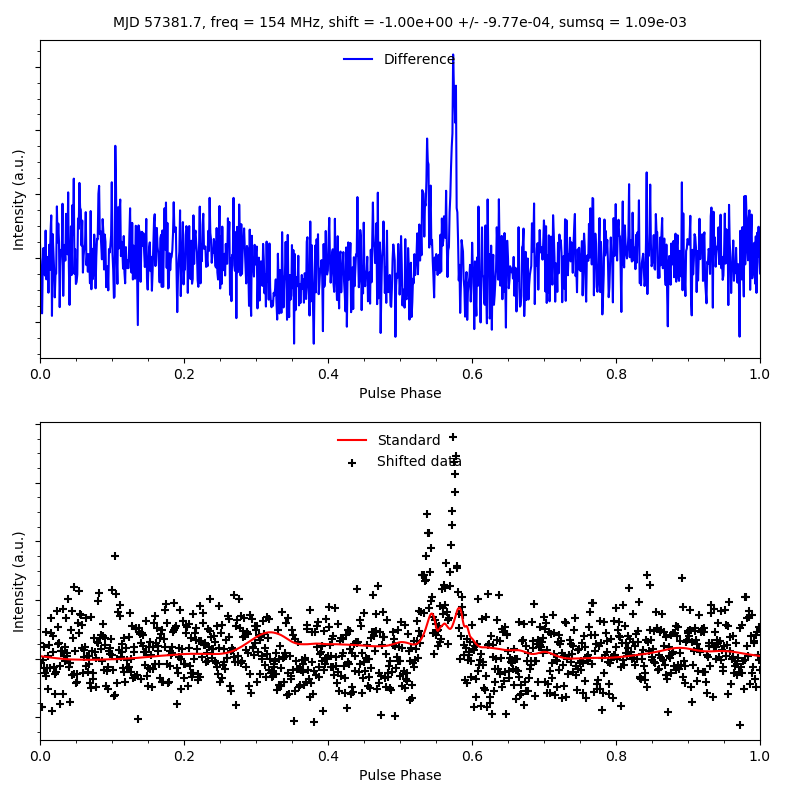 MJD 57381.7, freq = 154 MHz, shift = -1.00e+00 +/- -9.77e-04, sumsq = 1.09e-03
Difference
Intensity (a.u.)
0.0 0.2 0.4 0.6 0.8 1.0
Pulse Phase
Standard
Shifted data
Intensity (a.u.)
0.0 0.2 0.4 0.6 0.8 1.0
Pulse Phase